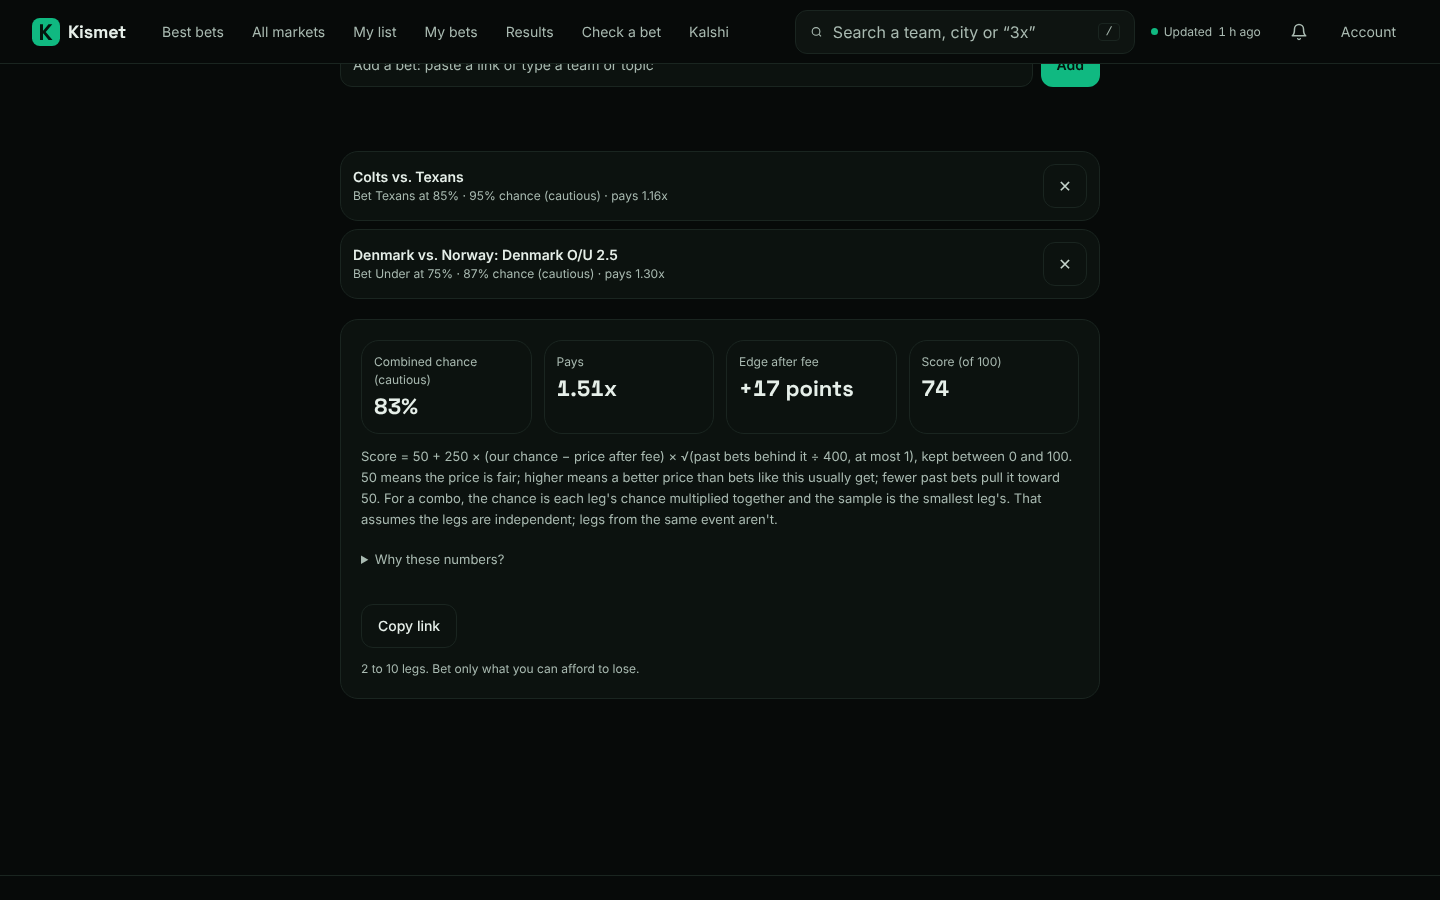 K Kismet
Best bets
All markets
My list
My bets
Results
Check a bet
Kalshi
Search a team, city or “3x”
/
Updated 1 h ago
Account
Add a bet: paste a link or type a team or topic
Add
Colts vs. Texans
Bet Texans at 85% · 95% chance (cautious) · pays 1.16x
×
Denmark vs. Norway: Denmark O/U 2.5
Bet Under at 75% · 87% chance (cautious) · pays 1.30x
×
Combined chance
(cautious)
83%
Pays
1.51x
Edge after fee
+17 points
Score (of 100)
74
Score = 50 + 250 × (our chance − price after fee) × √(past bets behind it ÷ 400, at most 1), kept between 0 and 100.
50 means the price is fair; higher means a better price than bets like this usually get; fewer past bets pull it toward
50. For a combo, the chance is each leg's chance multiplied together and the sample is the smallest leg's. That
assumes the legs are independent; legs from the same event aren't.
Why these numbers?
Copy link
2 to 10 legs. Bet only what you can afford to lose.